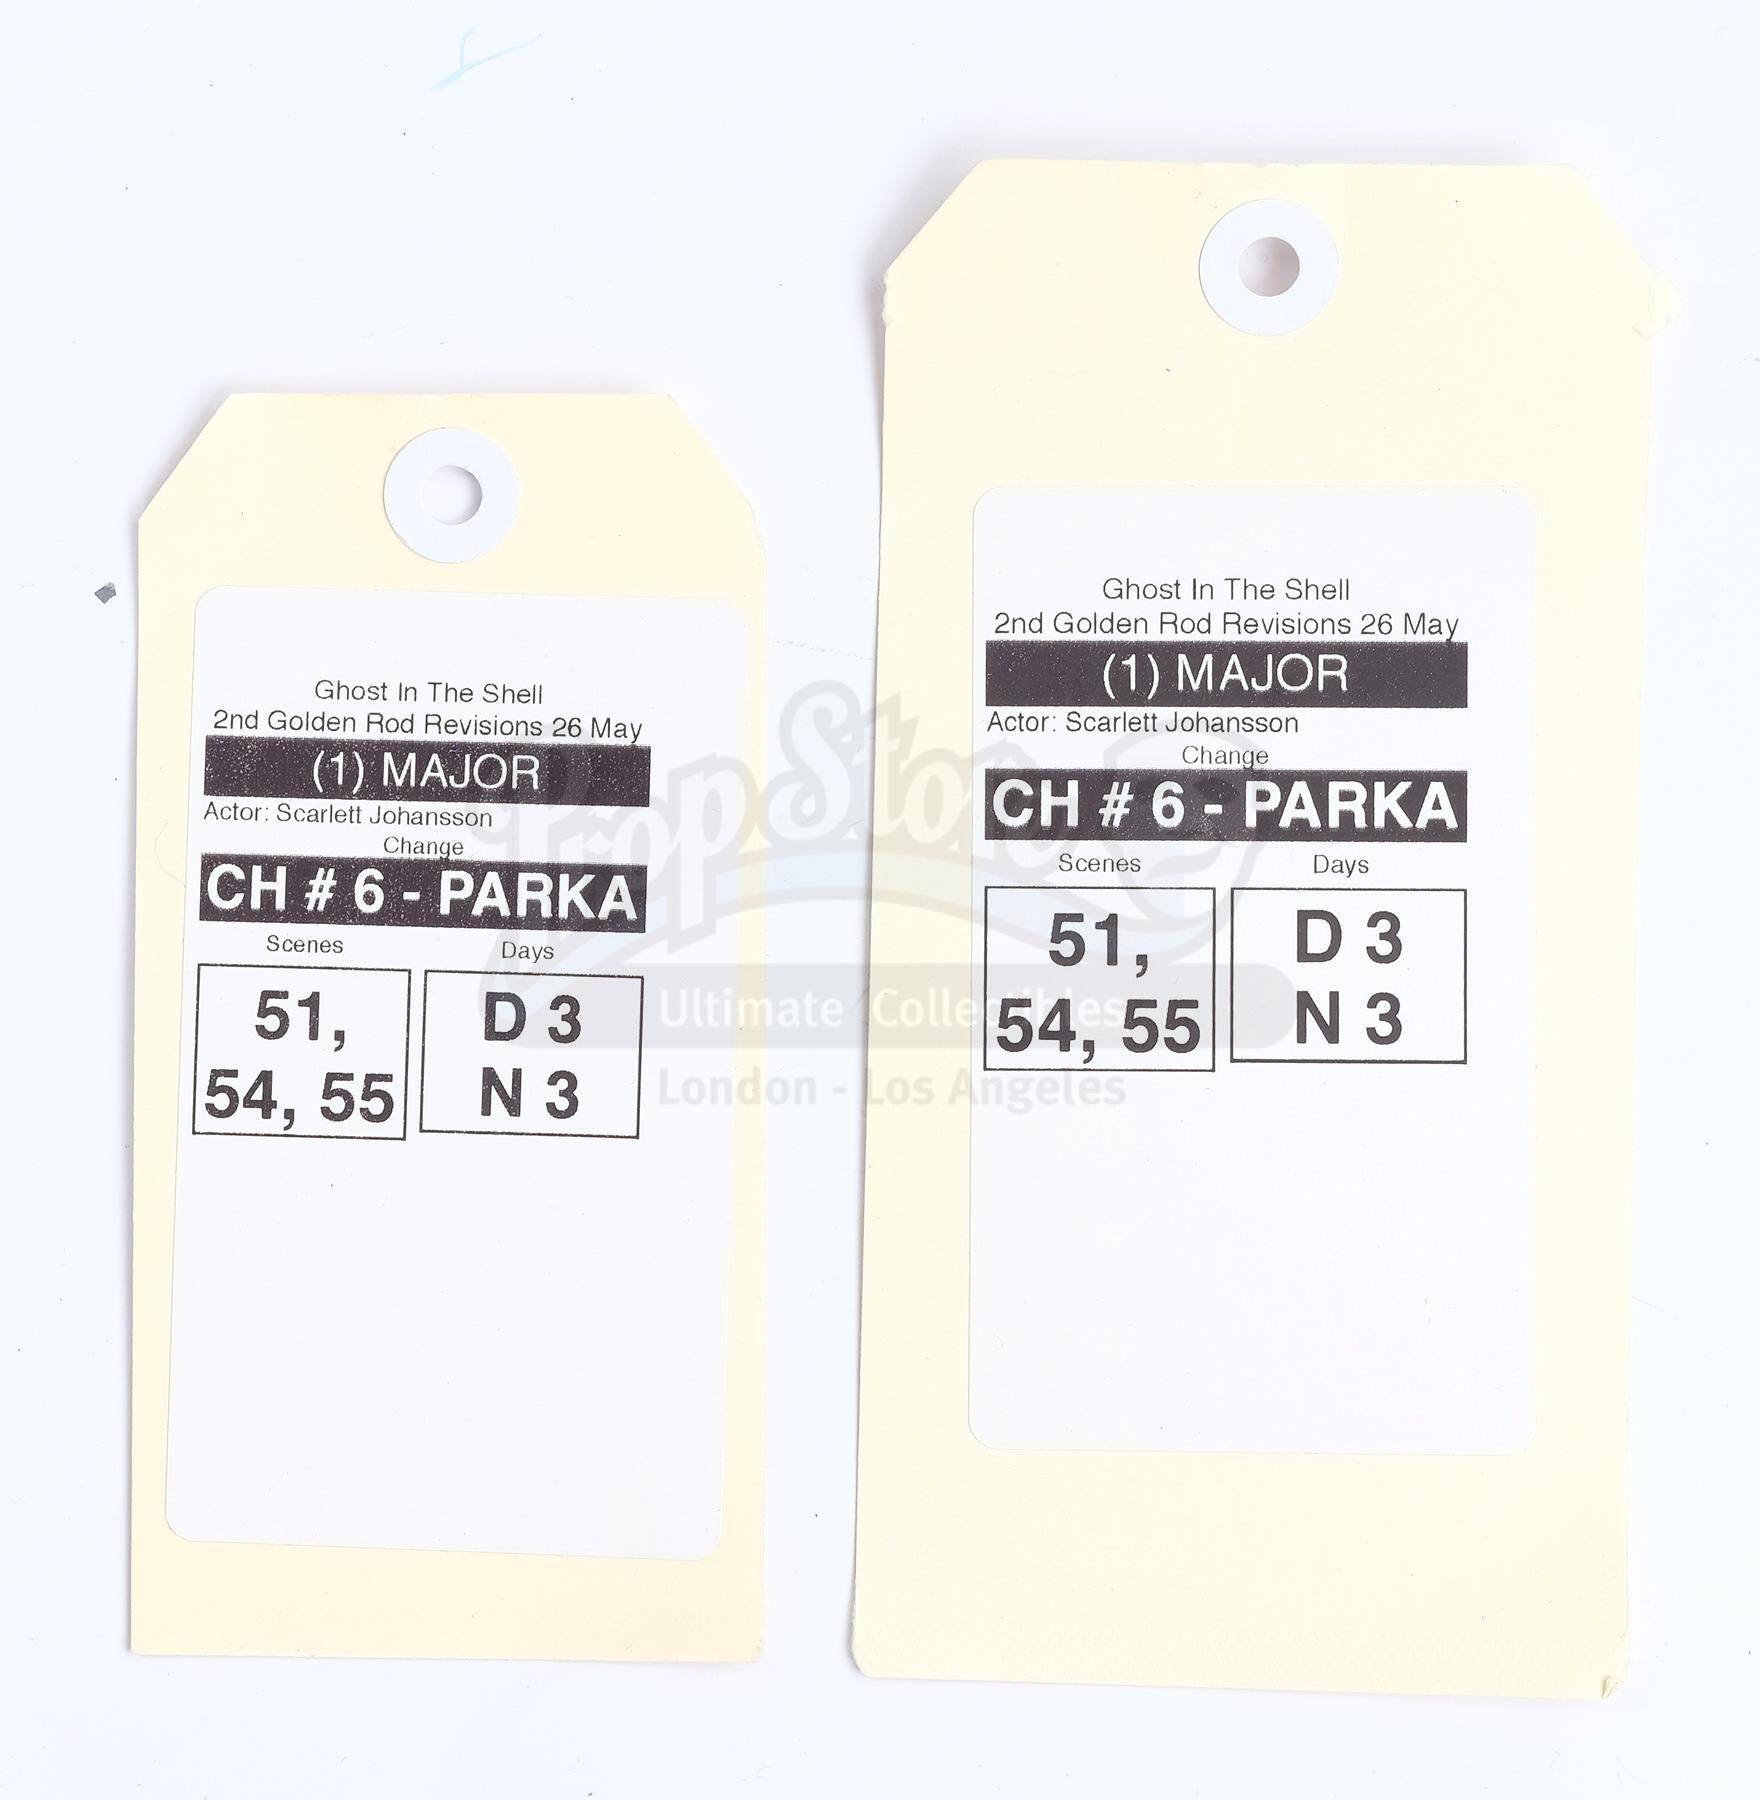 Ghost In The Shell
2nd Golden Rod Revisions 26 May
(1) MAJOR
Actor: Scarlett Johansson
Change
CH # 6 - PARKA
Scenes Days
51,
54, 55
D 3
N 3
Ghost In The Shell
2nd Golden Rod Revisions 26 May
(1) MAJOR
Actor: Scarlett Johansson
Change
CH # 6 - PARKA
Scenes Days
51,
54, 55
D 3
N 3
PropStore
Ultimate Collectibles
London - Los Angeles